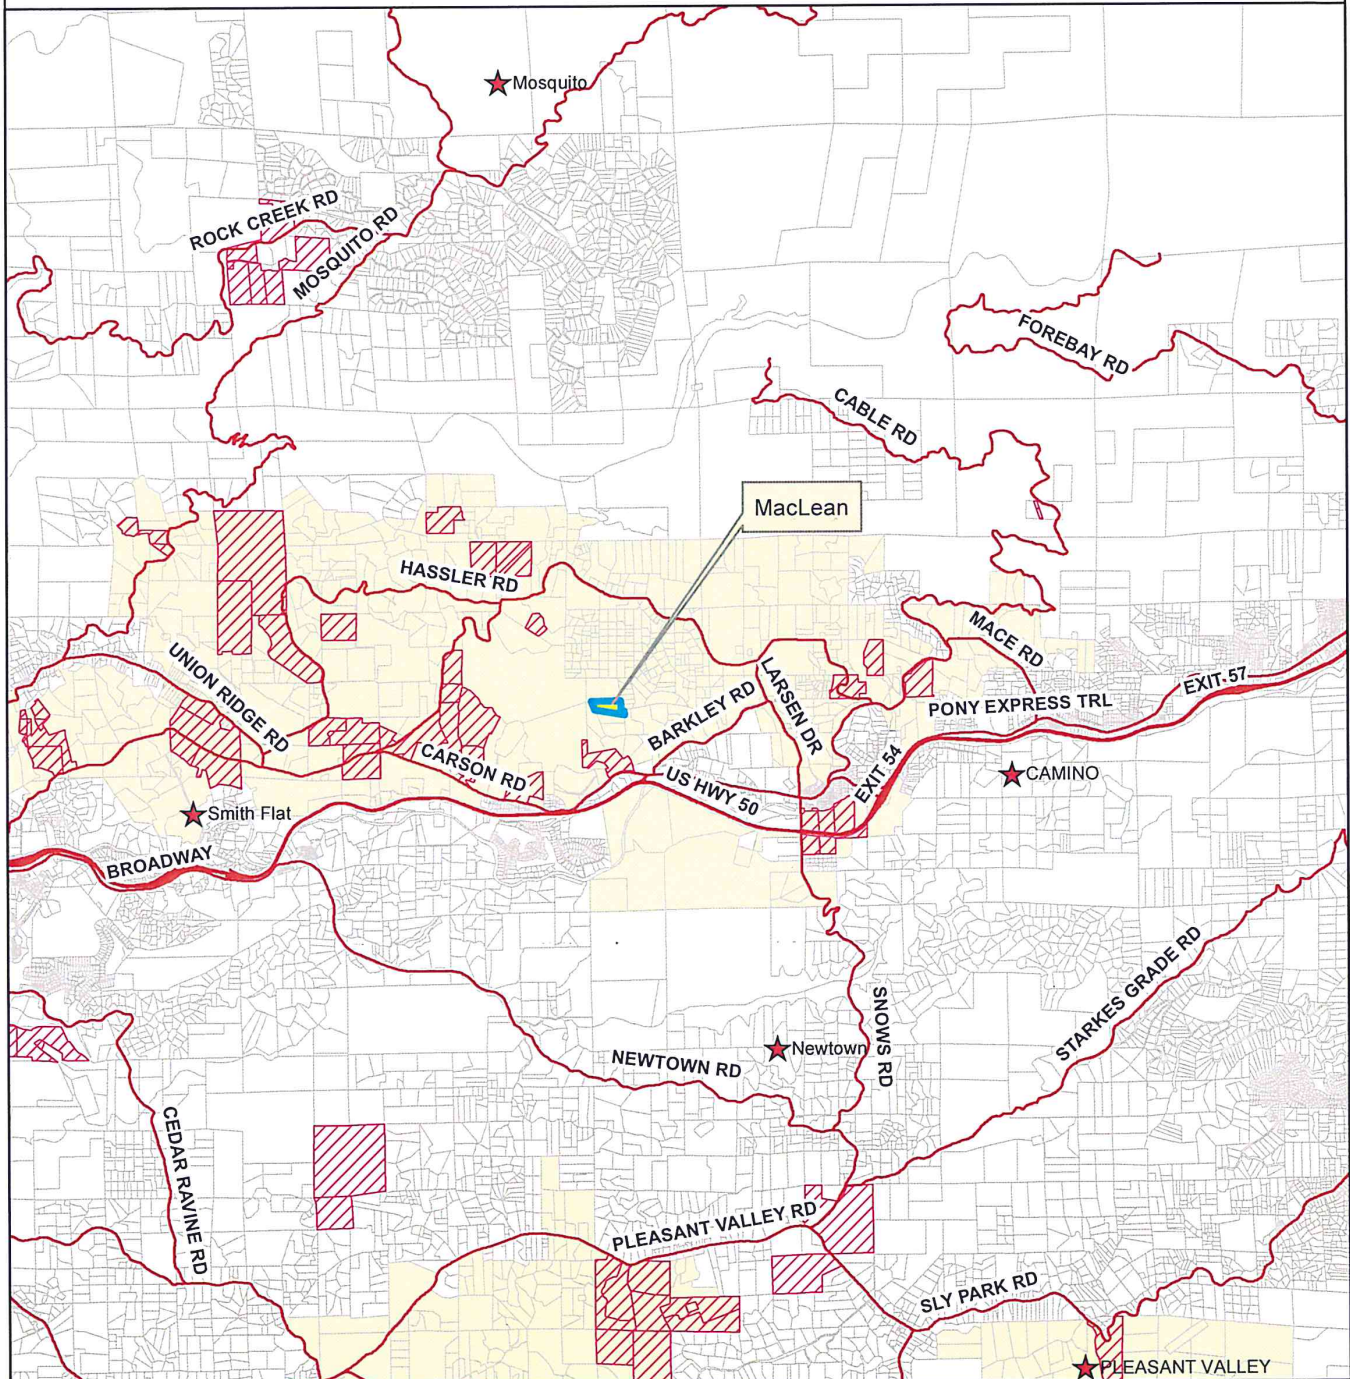 Mosquito
ROCK CREEK RD
MOSQUITO RD
FOREBAY RD
CABLE RD
MacLean
HASSLER RD
MACE RD
UNION RIDGE RD
LARSEN DR
BARKLEY RD
EXIT 57
PONY EXPRESS TRL
CARSON RD
US HWY 50
EXIT 54
CAMINO
Smith Flat
BROADWAY
STARKES GRADE RD
SNOWS RD
Newtown
NEWTOWN RD
CEDAR RAVINE RD
PLEASANT VALLEY RD
SLY PARK RD
PLEASANT VALLEY